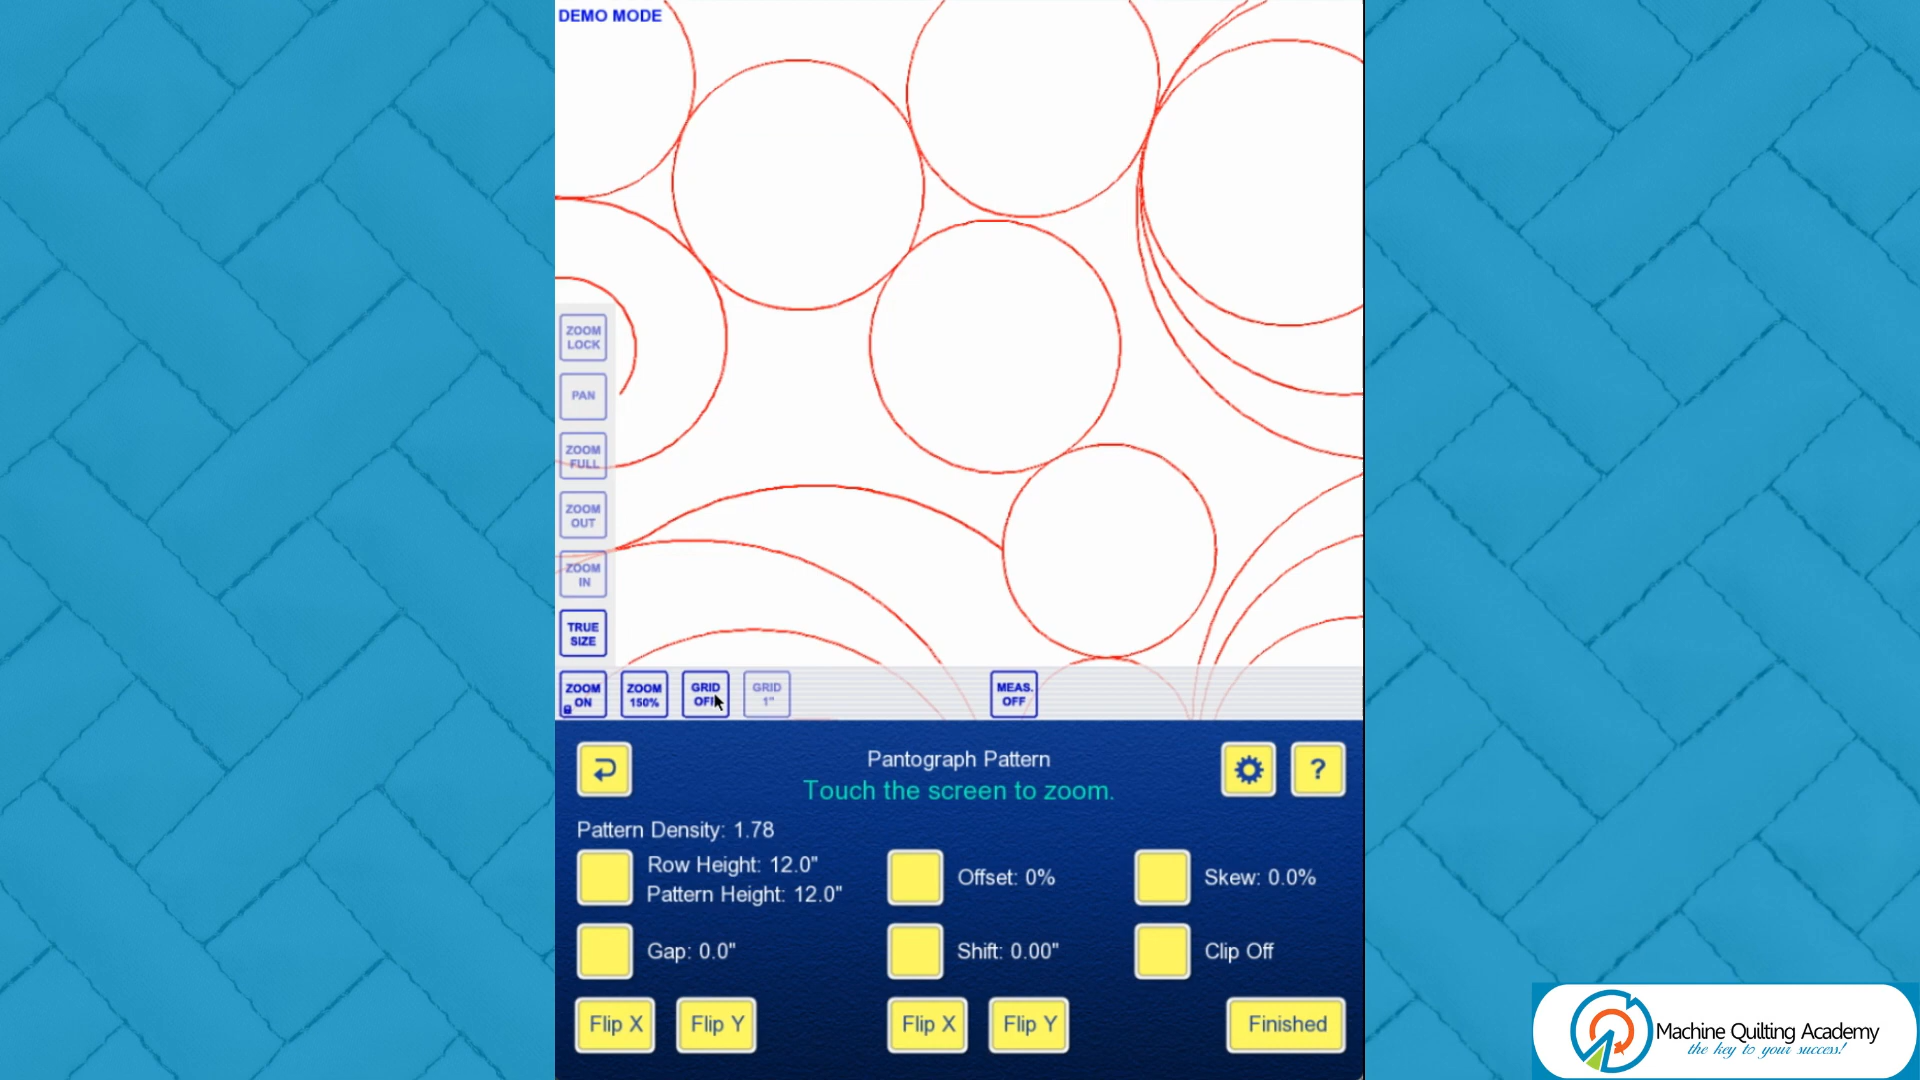 DEMO MODE
ZOOM
LOCK
PAN
ZOOM
FULL
ZOOM
OUT
ZOOM
IN
TRUE
SIZE
ZOOM
ON
ZOOM
150%
GRID
OFF
GRID
1"
MEAS.
OFF
Pantograph Pattern
Touch the screen to zoom.
?
Pattern Density: 1.78
Row Height: 12.0"
Pattern Height: 12.0"
Offset: 0%
Skew: 0.0%
Gap: 0.0"
Shift: 0.00"
Clip Off
Flip X
Flip Y
Flip X
Flip Y
Finished
Machine Quilting Academy
the key to your success!